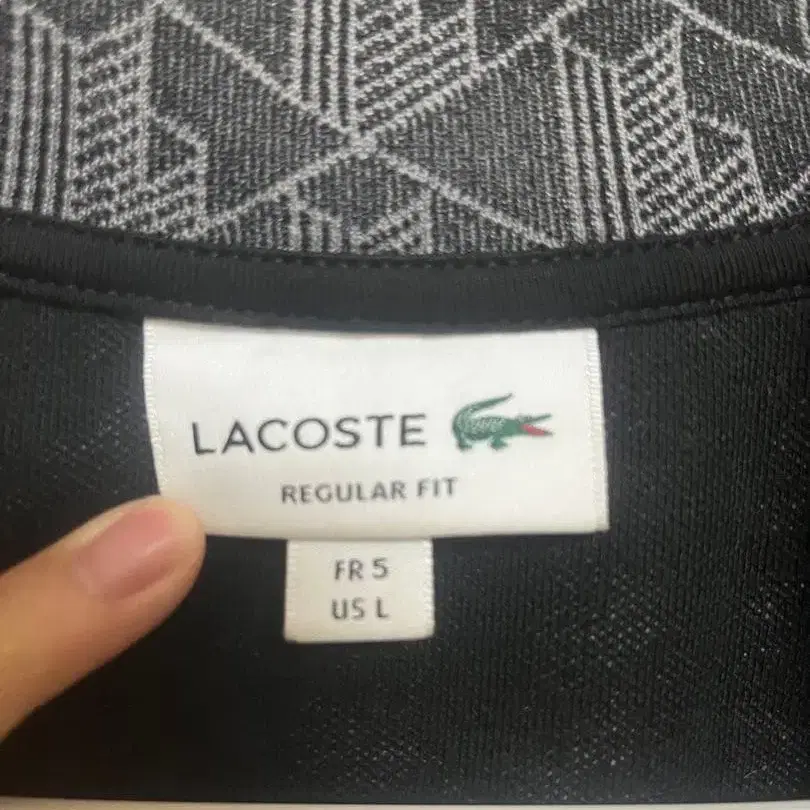 LACOSTE
REGULAR FIT
FR 5
US L